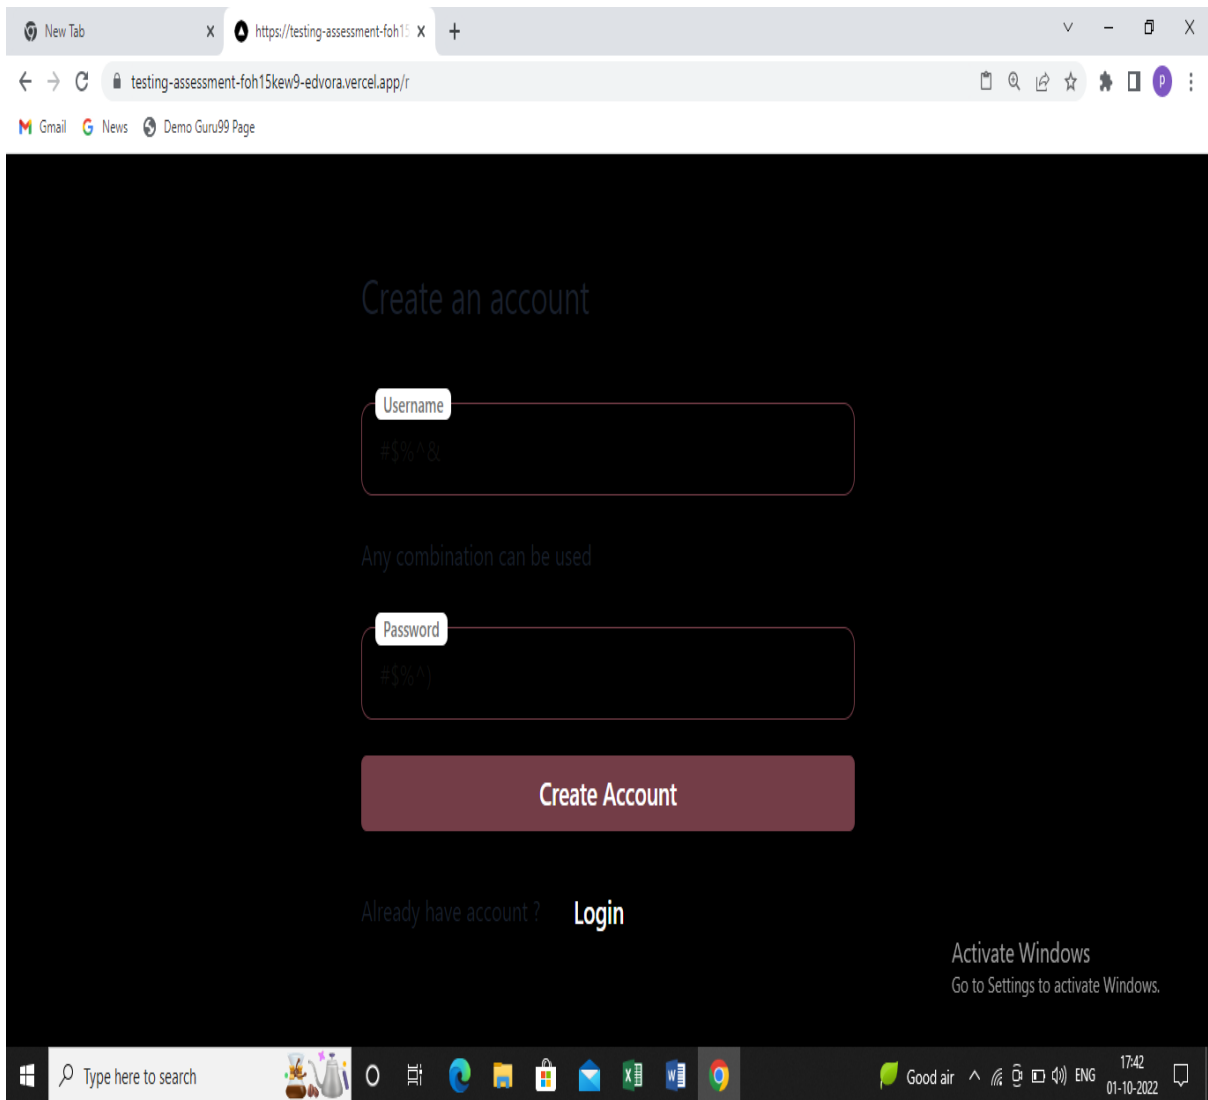 New Tab
https://testing-assessment-foh15
testing-assessment-foh15kew9-edvora.vercel.app/r
P
Gmail
News
Demo Guru99 Page
Create an account
Username
#$%^&
Any combination can be used
Password
#$%^)
Create Account
Already have account ? Login
Activate Windows
Go to Settings to activate Windows.
Type here to search
Good air
ENG
17:42
01-10-2022